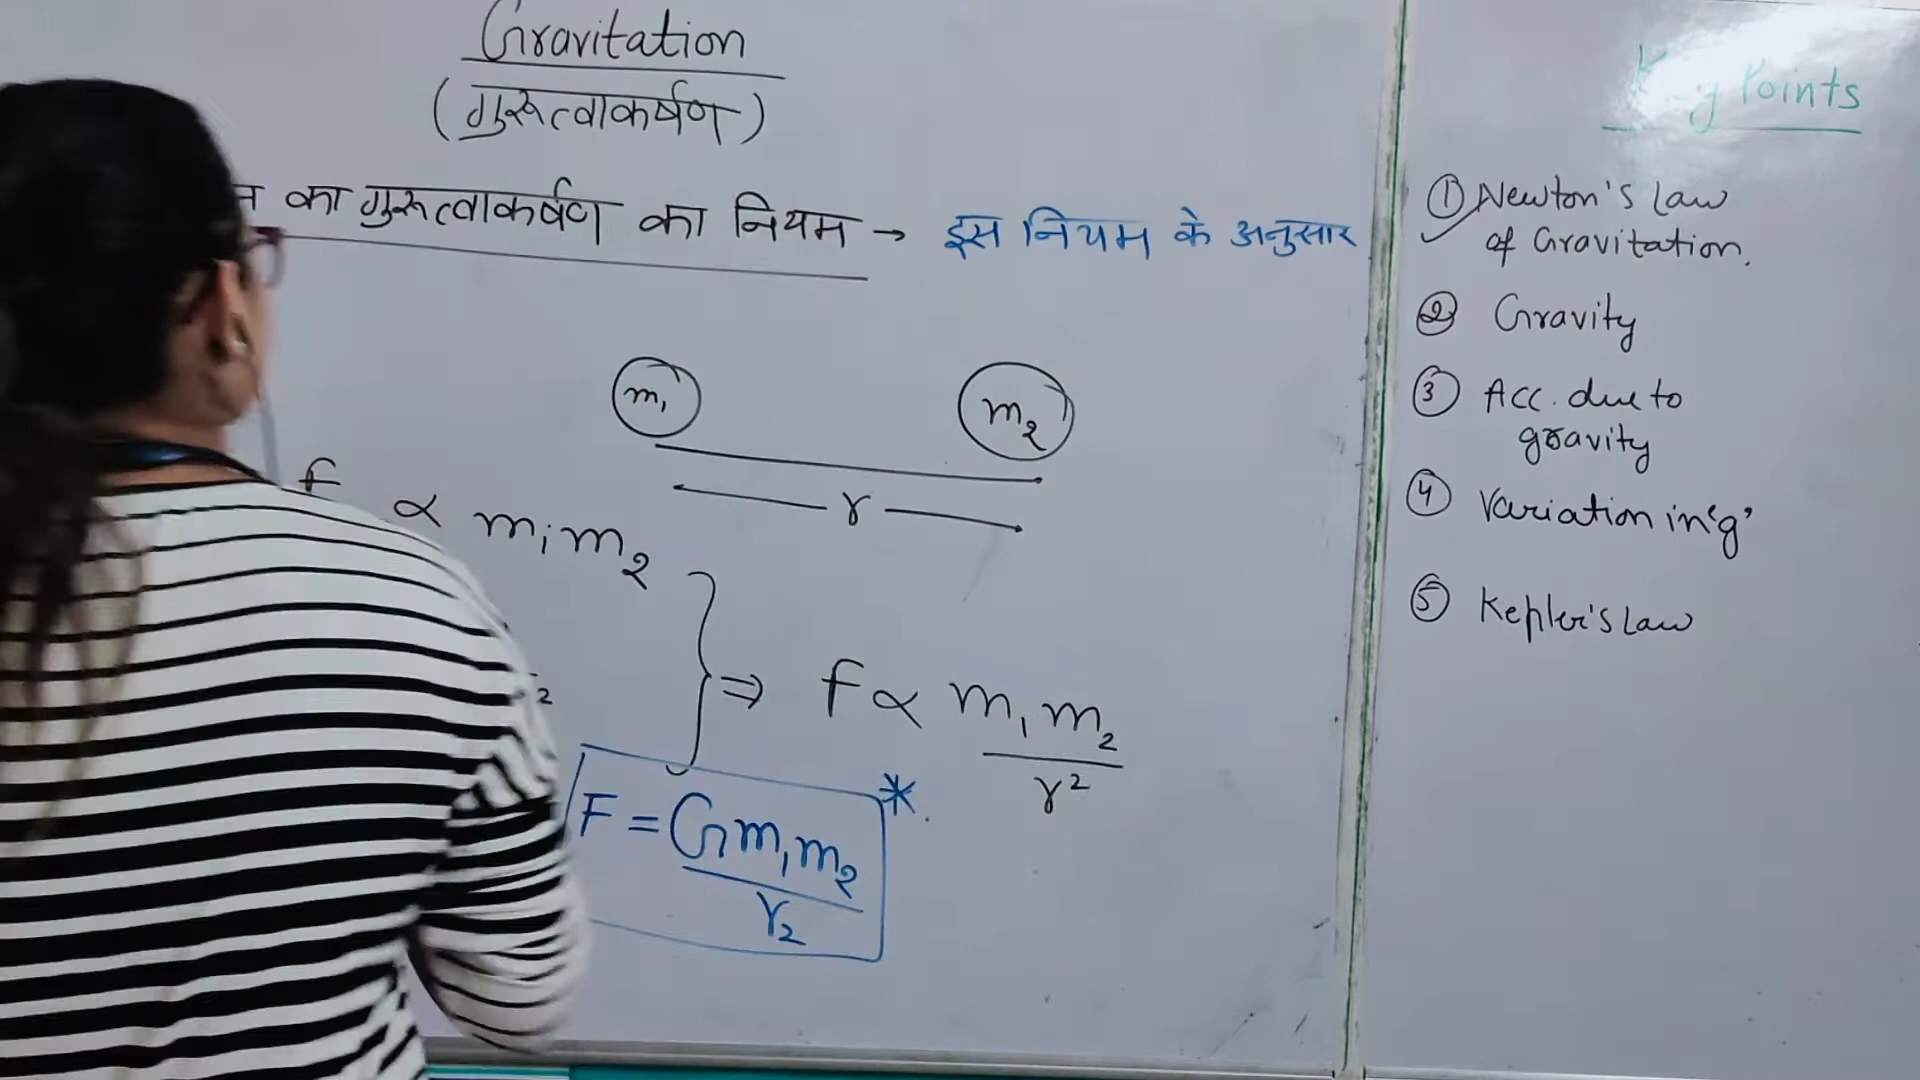 Gravitation
(गुरूत्वाकर्षण)
का गुरूत्वाकर्षण का नियम → इस नियम के अनुसार
m₁
m₂
r
f ∝ m₁m₂
⇒ f ∝ m₁m₂
r²
F = Gm₁m₂ *
r₂
Points
① Newton's Law
of Gravitation.
② Gravity
③ Acc. due to
gravity
④ Variation in 'g'
⑤ Kepler's Law